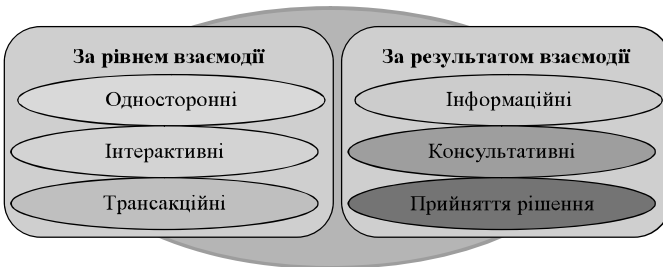 За рівнем взаємодії
Односторонні
Інтерактивні
Трансакційні
За результатом взаємодії
Інформаційні
Консультативні
Прийняття рішення